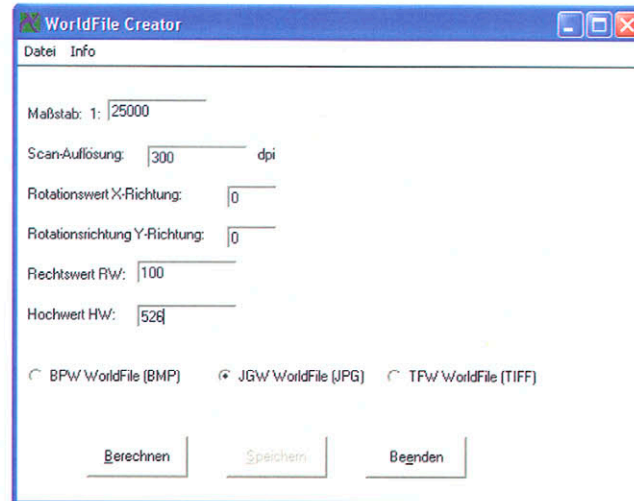 WorldFile Creator
Datei Info
Maßstab: 1: 25000
Scan-Auflösung: 300 dpi
Rotationswert X-Richtung: 0
Rotationsrichtung Y-Richtung: 0
Rechtswert RW: 100
Hochwert HW: 526
BPW WorldFile (BMP) JGW WorldFile (JPG) TFW WorldFile (TIFF)
Berechnen Speichern Beenden